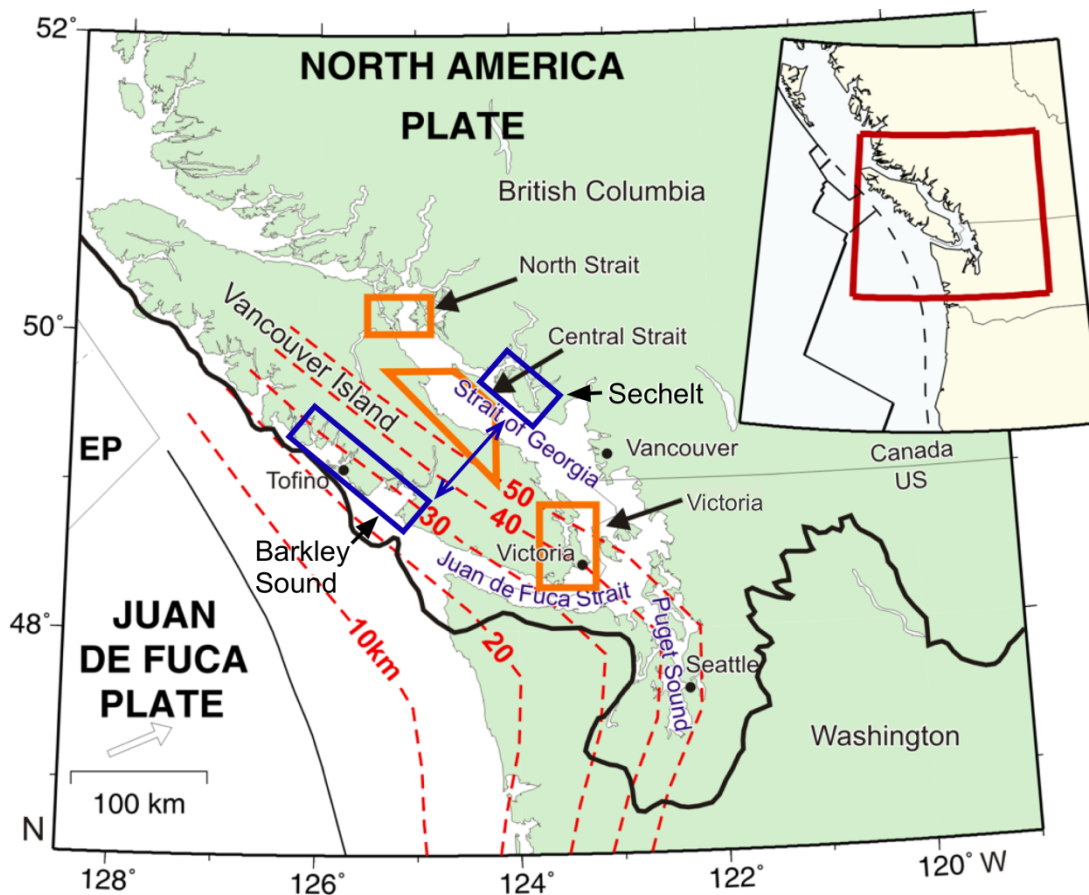 52°
NORTH AMERICA
PLATE
British Columbia
North Strait
Central Strait
50°
Vancouver Island
Strait of Georgia
Sechelt
Vancouver
Canada
US
EP
Tofino
50
40
30
Victoria
Victoria
Barkley
Sound
Juan de Fuca Strait
Puget Sound
48°
JUAN
DE FUCA
PLATE
10km
20
Seattle
Washington
100 km
N
128°
126°
124°
122°
120° W